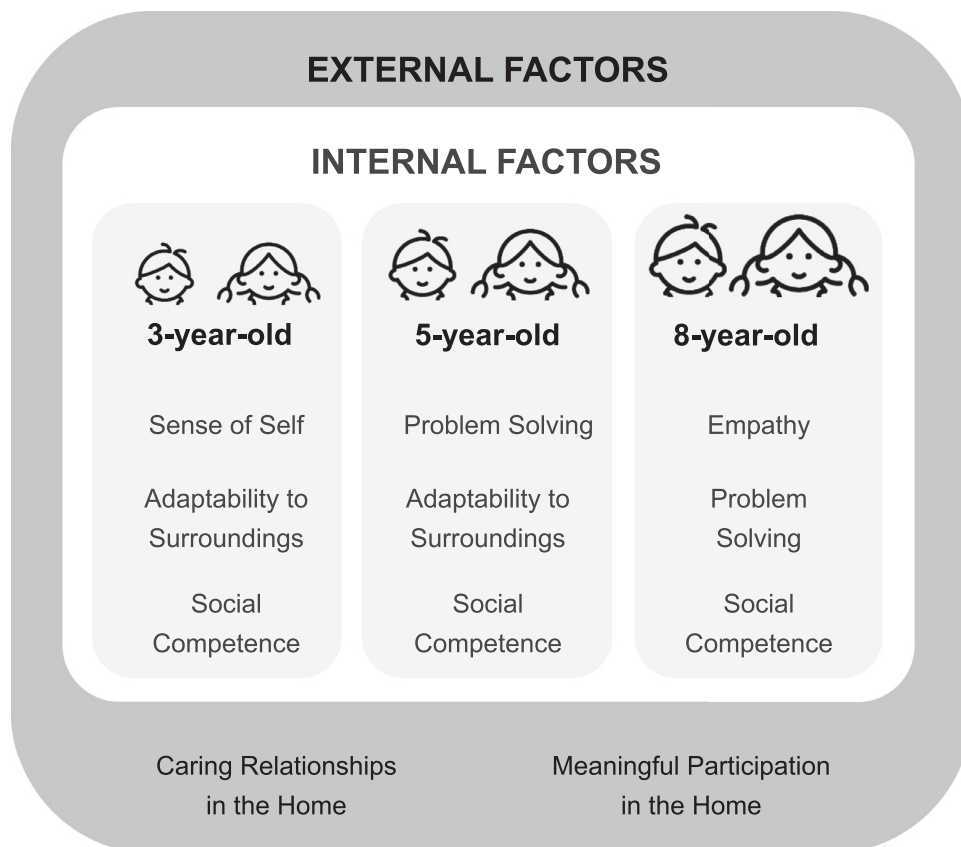 EXTERNAL FACTORS
INTERNAL FACTORS
3-year-old
Sense of Self
Adaptability to
Surroundings
Social
Competence
5-year-old
Problem Solving
Adaptability to
Surroundings
Social
Competence
8-year-old
Empathy
Problem
Solving
Social
Competence
Caring Relationships
in the Home
Meaningful Participation
in the Home